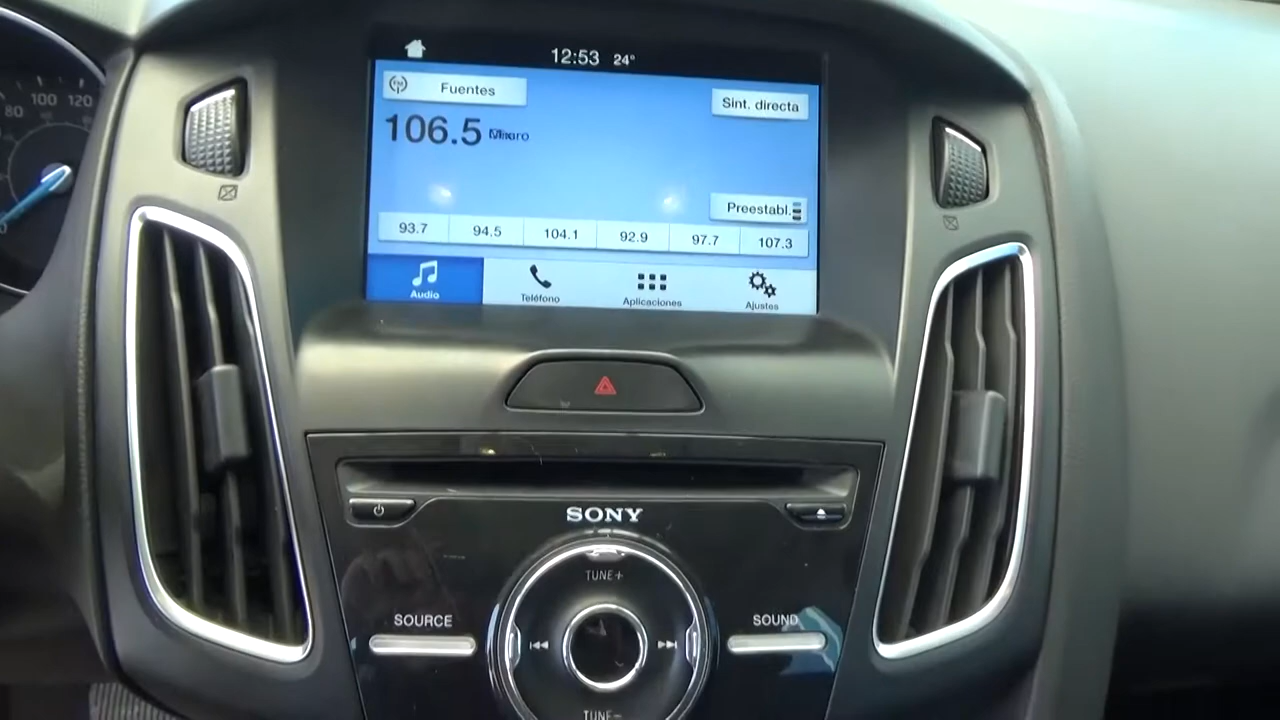 12:53 24°
Fuentes
Sint. directa
106.5
Preestabl.
93.7 94.5 104.1 92.9 97.7 107.3
Audio Teléfono Aplicaciones Ajustes
80 100 120
SONY
TUNE+
SOURCE
SOUND
TUNE-